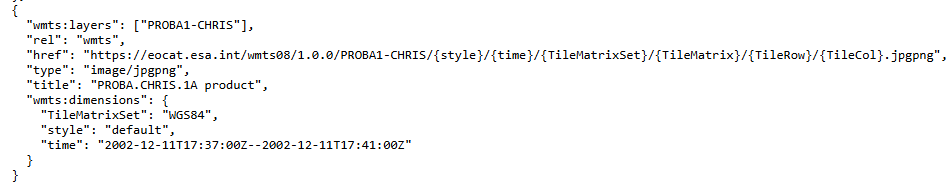 {
"wmts:layers": ["PROBA1-CHRIS"],
"rel": "wmts",
"href": "https://eocat.esa.int/wmts08/1.0.0/PROBA1-CHRIS/{style}/{time}/{TileMatrixSet}/{TileMatrix}/{TileRow}/{TileCol}.jpgpng",
"type": "image/jpgpng",
"title": "PROBA.CHRIS.1A product",
"wmts:dimensions": {
"TileMatrixSet": "WGS84",
"style": "default",
"time": "2002-12-11T17:37:00Z--2002-12-11T17:41:00Z"
}
}